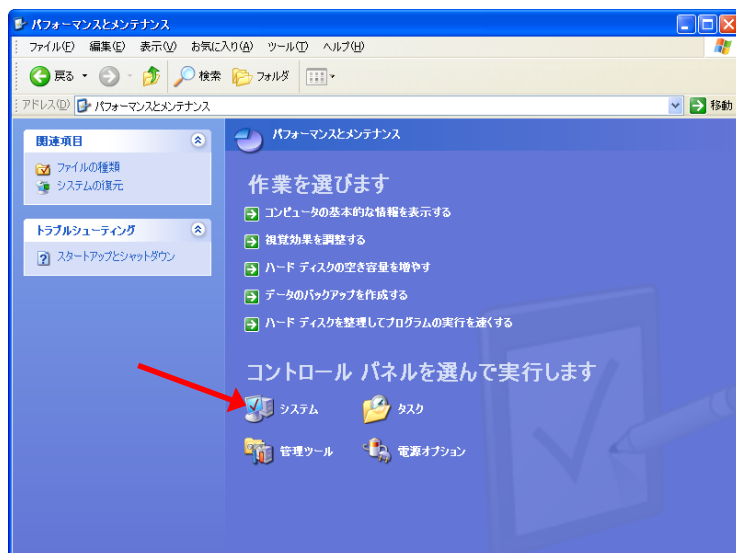 パフォーマンスとメンテナンス
ファイル(F) 編集(E) 表示(V) お気に入り(A) ツール(T) ヘルプ(H)
戻る 検索 フォルダ
アドレス(D) パフォーマンスとメンテナンス 移動
関連項目
ファイルの種類
システムの復元
トラブルシューティング
スタートアップとシャットダウン
パフォーマンスとメンテナンス
作業を選びます
コンピュータの基本的な情報を表示する
視覚効果を調整する
ハード ディスクの空き容量を増やす
データのバックアップを作成する
ハード ディスクを整理してプログラムの実行を速くする
コントロール パネルを選んで実行します
システム タスク
管理ツール 電源オプション